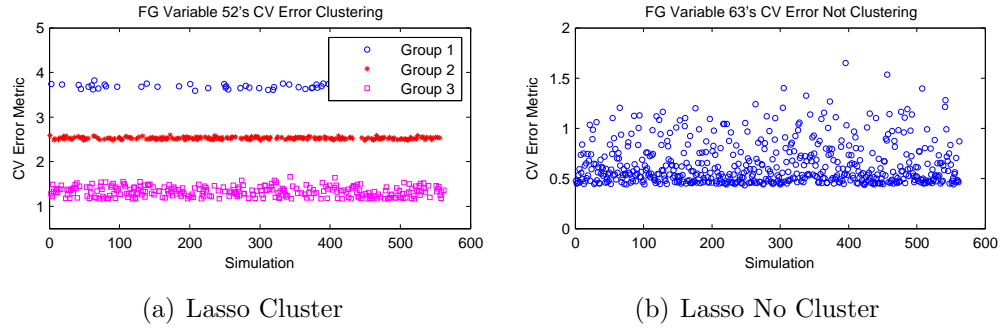 FG Variable 52's CV Error Clustering
5
4
3
2
1
CV Error Metric
0
100
200
300
400
500
600
Simulation
Group 1
Group 2
Group 3
(a) Lasso Cluster
FG Variable 63's CV Error Not Clustering
2
1.5
1
0.5
0
CV Error Metric
0
100
200
300
400
500
600
Simulation
(b) Lasso No Cluster